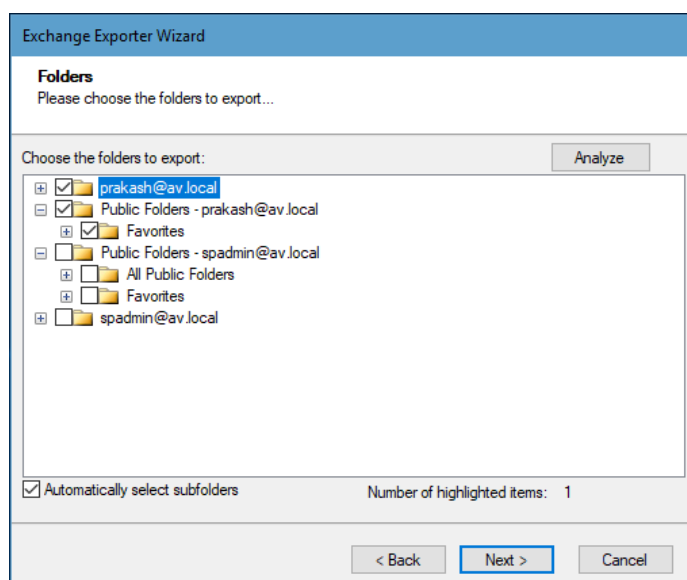 Exchange Exporter Wizard
Folders
Please choose the folders to export...
Choose the folders to export:
Analyze
prakash@av.local
Public Folders - prakash@av.local
Favorites
Public Folders - spadmin@av.local
All Public Folders
Favorites
spadmin@av.local
Automatically select subfolders
Number of highlighted items: 1
< Back
Next >
Cancel